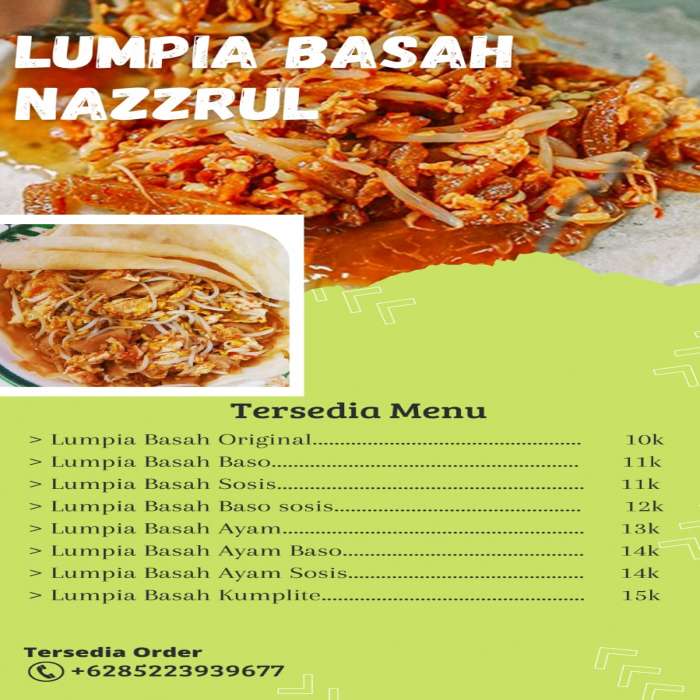 LUMPIA BASAH
NAZZRUL
Tersedia Menu
> Lumpia Basah Original................................................ 10k
> Lumpia Basah Baso....................................................... 11k
> Lumpia Basah Sosis....................................................... 11k
> Lumpia Basah Baso sosis............................................ 12k
> Lumpia Basah Ayam...................................................... 13k
> Lumpia Basah Ayam Baso........................................... 14k
> Lumpia Basah Ayam Sosis.......................................... 14k
> Lumpia Basah Kumplite............................................... 15k
Tersedia Order
+6285223939677